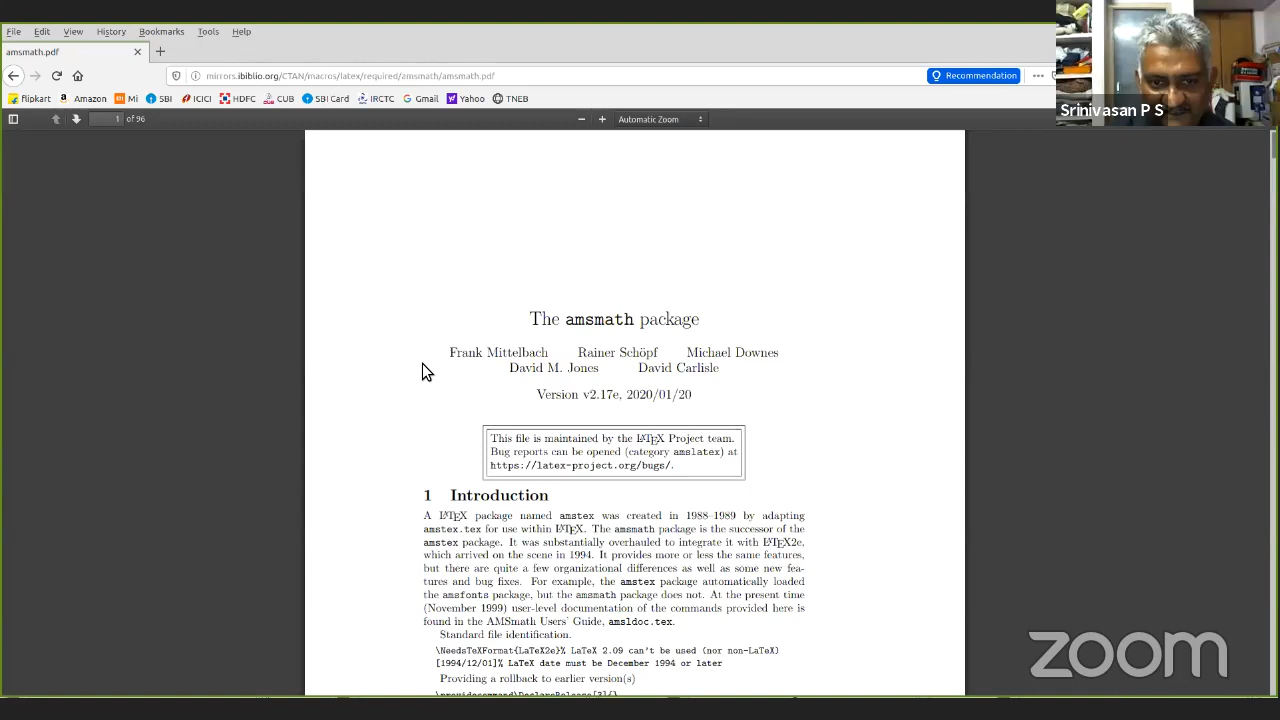 File Edit View History Bookmarks Tools Help
amsmath.pdf
mirrors.ibiblio.org/CTAN/macros/latex/required/amsmath/amsmath.pdf
Recommendation
flipkart Amazon Mi SBI ICICI HDFC CUB SBI Card IRCTC Gmail Yahoo TNEB
1 of 96
Automatic Zoom
Srinivasan P S
The amsmath package
Frank Mittelbach Rainer Schöpf Michael Downes
David M. Jones David Carlisle
Version v2.17e, 2020/01/20
This file is maintained by the LATEX Project team.
Bug reports can be opened (category amslatex) at
https://latex-project.org/bugs/.
1 Introduction
A LATEX package named amstex was created in 1988–1989 by adapting
amstex.tex for use within LATEX. The amsmath package is the successor of the
amstex package. It was substantially overhauled to integrate it with LATEX2e,
which arrived on the scene in 1994. It provides more or less the same features,
but there are quite a few organizational differences as well as some new fea-
tures and bug fixes. For example, the amstex package automatically loaded
the amsfonts package, but the amsmath package does not. At the present time
(November 1999) user-level documentation of the commands provided here is
found in the AMSmath Users' Guide, amsldoc.tex.
Standard file identification.
\NeedsTeXFormat{LaTeX2e}% LaTeX 2.09 can't be used (nor non-LaTeX)
[1994/12/01]% LaTeX date must be December 1994 or later
Providing a rollback to earlier version(s)
zoom